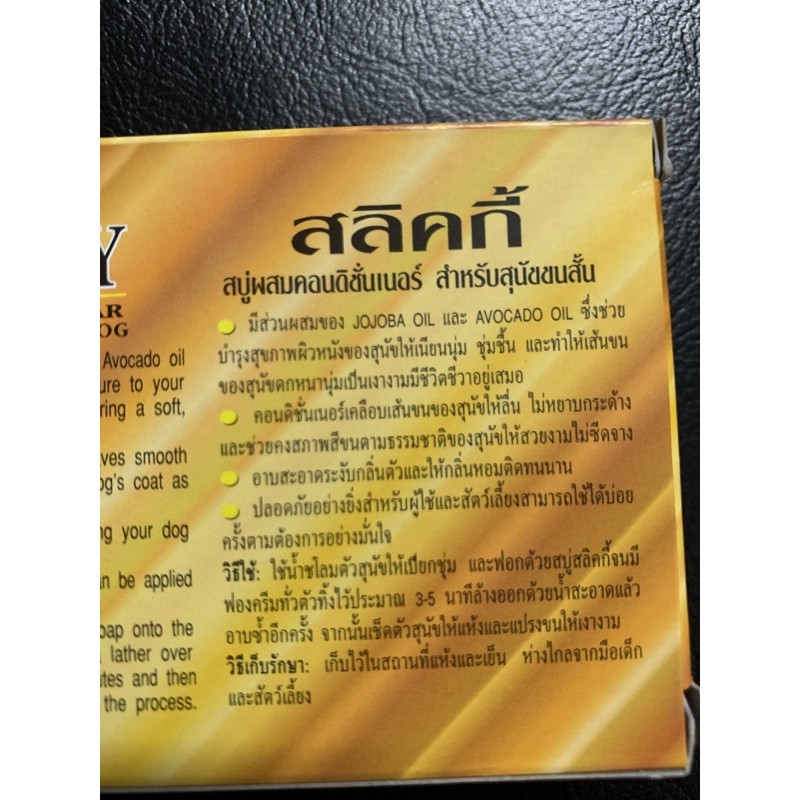 Y
AR
OG
Avocado oil
ure to your
ring a soft,
ves smooth
og's coat as
ng your dog
n be applied
oap onto the
lather over
utes and then
the process.
สลิคกี้
สบู่ผสมคอนดิชั่นเนอร์ สำหรับสุนัขขนสั้น
มีส่วนผสมของ JOJOBA OIL และ AVOCADO OIL ซึ่งช่วย
บำรุงสุขภาพผิวหนังของสุนัขให้เนียนนุ่ม ชุ่มชื้น และทำให้เส้นขน
ของสุนัขดกหนานุ่มเป็นเงางามมีชีวิตชีวาอยู่เสมอ
คอนดิชั่นเนอร์เคลือบเส้นขนของสุนัขให้ลื่น ไม่หยาบกระด้าง
และช่วยคงสภาพสีขนตามธรรมชาติของสุนัขให้สวยงามไม่ซีดจาง
อาบสะอาดระงับกลิ่นตัวและให้กลิ่นหอมติดทนนาน
ปลอดภัยอย่างยิ่งสำหรับผู้ใช้และสัตว์เลี้ยงสามารถใช้ได้บ่อย
ครั้งตามต้องการอย่างมั่นใจ
วิธีใช้: ใช้น้ำชโลมตัวสุนัขให้เปียกชุ่ม และฟอกด้วยสบู่สลิคกี้จนมี
ฟองครีมทั่วตัวทิ้งไว้ประมาณ 3-5 นาทีล้างออกด้วยน้ำสะอาดแล้ว
อาบซ้ำอีกครั้ง จากนั้นเช็ดตัวสุนัขให้แห้งและแปรงขนให้เงางาม
วิธีเก็บรักษา: เก็บไว้ในสถานที่แห้งและเย็น ห่างไกลจากมือเด็ก
และสัตว์เลี้ยง